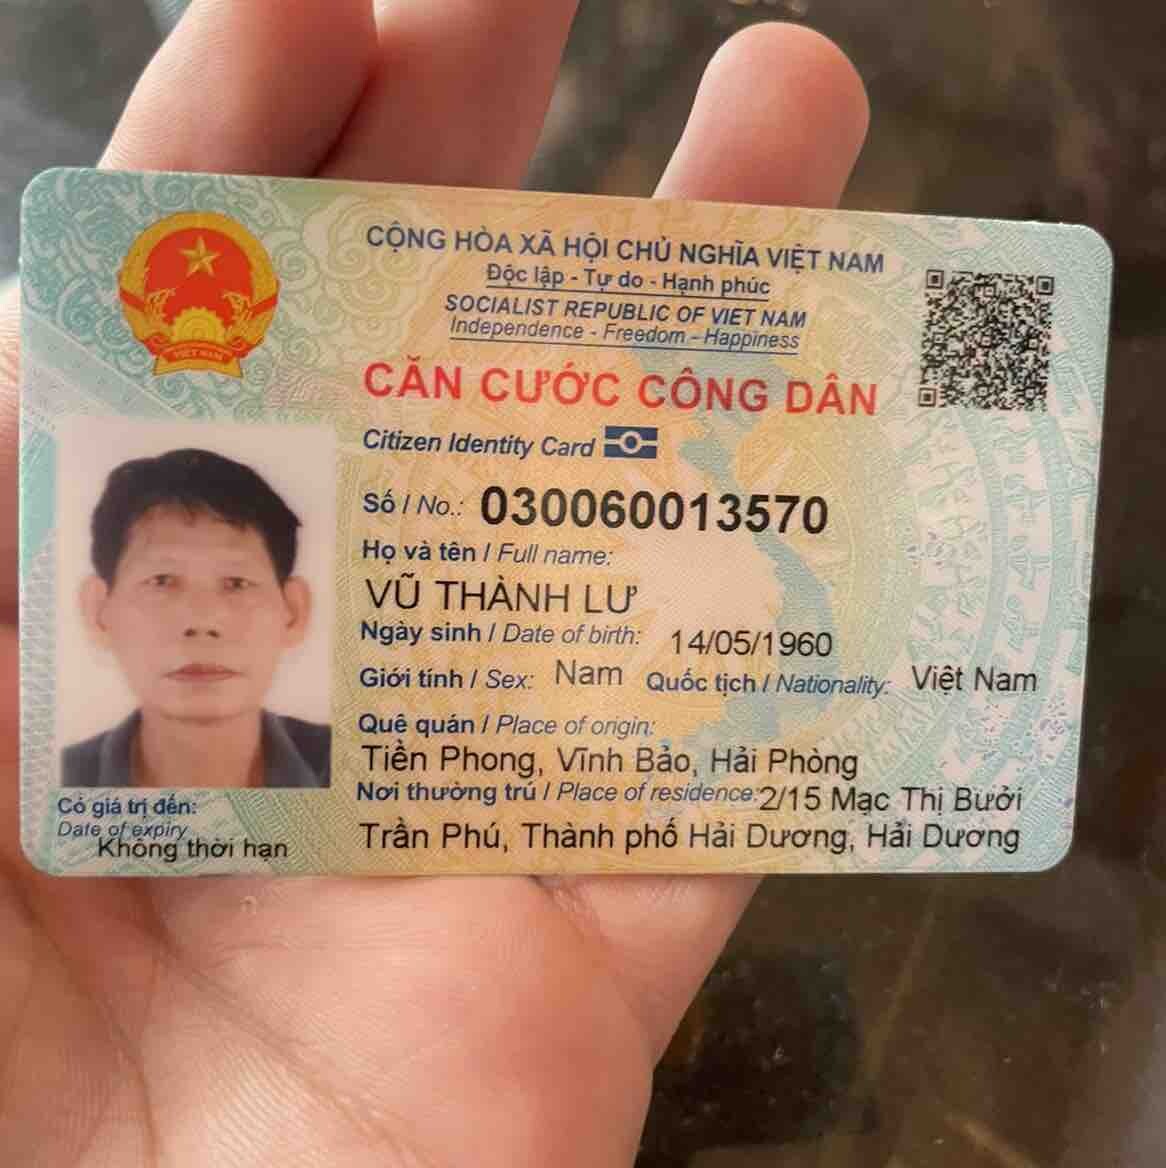 CỘNG HÒA XÃ HỘI CHỦ NGHĨA VIỆT NAM
Độc lập - Tự do - Hạnh phúc
SOCIALIST REPUBLIC OF VIET NAM
Independence - Freedom - Happiness
VIỆT NAM
CĂN CƯỚC CÔNG DÂN
Citizen Identity Card
Số / No.: 030060013570
Họ và tên / Full name:
VŨ THÀNH LƯ
Ngày sinh / Date of birth: 14/05/1960
Giới tính / Sex: Nam Quốc tịch / Nationality: Việt Nam
Quê quán / Place of origin:
Tiền Phong, Vĩnh Bảo, Hải Phòng
Nơi thường trú / Place of residence: 2/15 Mạc Thị Bưởi
Trần Phú, Thành phố Hải Dương, Hải Dương
Có giá trị đến:
Date of expiry
Không thời hạn